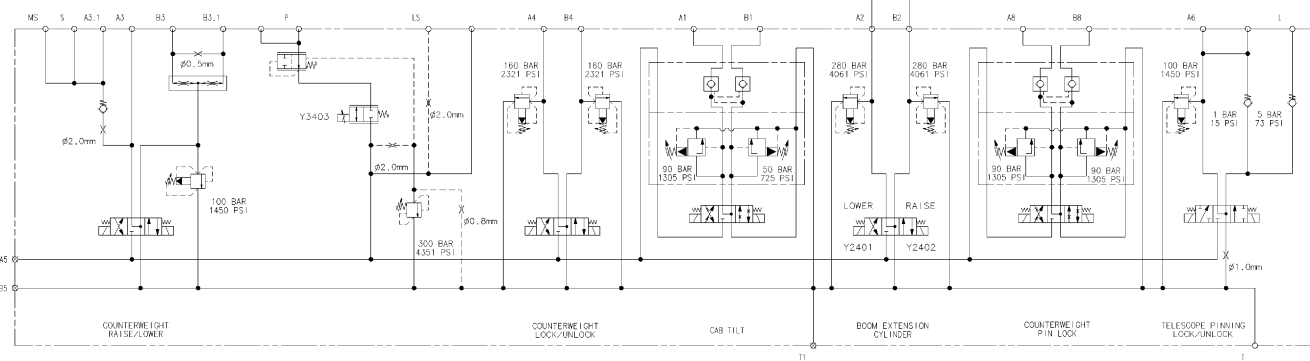 MS S A3.1 A3 B3 B3.1 P LS A4 B4 A1 B1 A2 B2 A8 B8 A6 L
Ø0.5mm
Ø2.0mm
100 BAR
1450 PSI
Y3403
Ø2.0mm
Ø2.0mm
300 BAR
4351 PSI
Ø0.8mm
160 BAR
2321 PSI
160 BAR
2321 PSI
90 BAR
1305 PSI
50 BAR
725 PSI
280 BAR
4061 PSI
280 BAR
4061 PSI
LOWER RAISE
Y2401 Y2402
90 BAR
1305 PSI
90 BAR
1305 PSI
100 BAR
1450 PSI
1 BAR
15 PSI
5 BAR
73 PSI
Ø1.0mm
A5
COUNTERWEIGHT
RAISE/LOWER
COUNTERWEIGHT
LOCK/UNLOCK
CAB TILT
BOOM EXTENSION
CYLINDER
COUNTERWEIGHT
PIN LOCK
TELESCOPE PINNING
LOCK/UNLOCK
T1